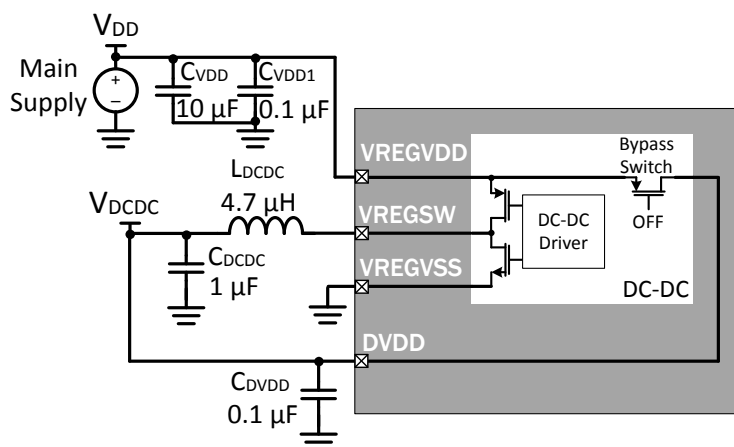 VDD
Main
Supply
+
−
CVDD
10 µF
CVDD1
0.1 µF
VREGVDD
Bypass
Switch
OFF
LDCDC
4.7 µH
VDCDC
VREGSW
DC-DC
Driver
CDCDC
1 µF
VREGVSS
DC-DC
DVDD
CDVDD
0.1 µF